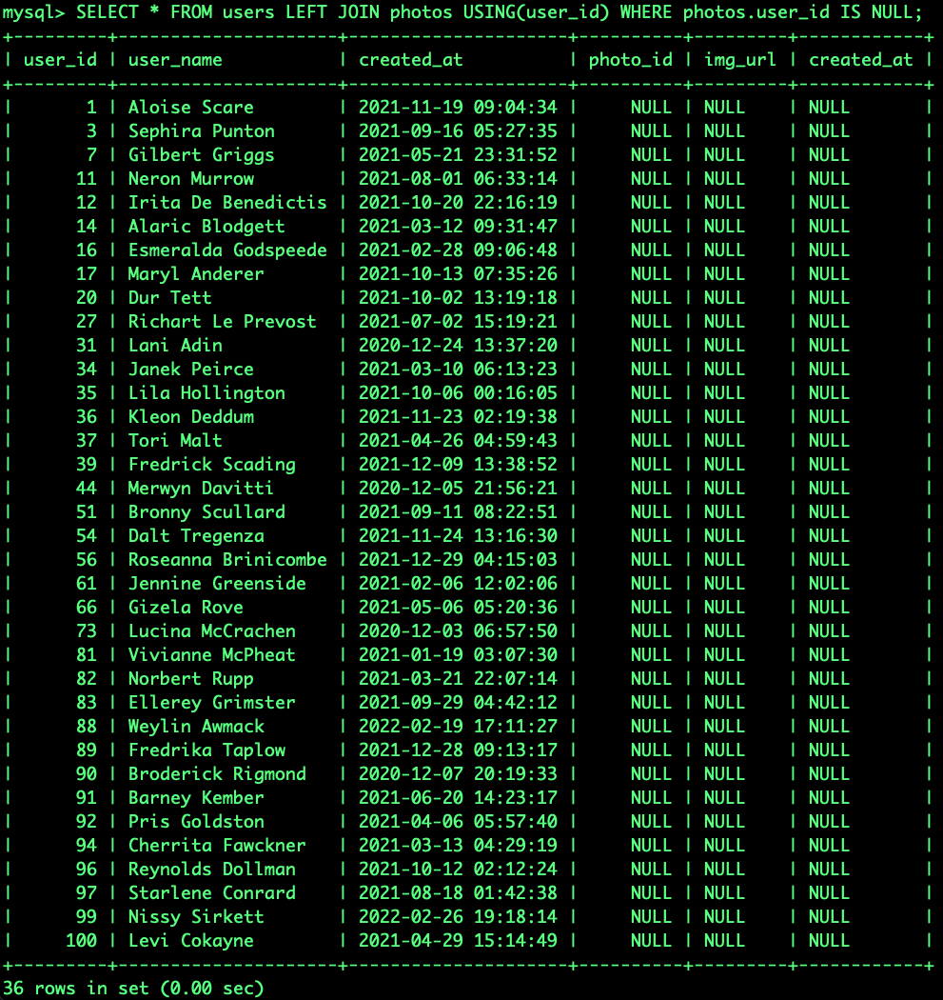 mysql> SELECT * FROM users LEFT JOIN photos USING(user_id) WHERE photos.user_id IS NULL;
+---------+---------------------+---------------------+----------+---------+------------+
| user_id | user_name           | created_at          | photo_id | img_url | created_at |
+---------+---------------------+---------------------+----------+---------+------------+
|       1 | Aloise Scare        | 2021-11-19 09:04:34 |     NULL | NULL    | NULL       |
|       3 | Sephira Punton      | 2021-09-16 05:27:35 |     NULL | NULL    | NULL       |
|       7 | Gilbert Griggs      | 2021-05-21 23:31:52 |     NULL | NULL    | NULL       |
|      11 | Neron Murrow        | 2021-08-01 06:33:14 |     NULL | NULL    | NULL       |
|      12 | Irita De Benedictis | 2021-10-20 22:16:19 |     NULL | NULL    | NULL       |
|      14 | Alaric Blodgett     | 2021-03-12 09:31:47 |     NULL | NULL    | NULL       |
|      16 | Esmeralda Godspeede | 2021-02-28 09:06:48 |     NULL | NULL    | NULL       |
|      17 | Maryl Anderer       | 2021-10-13 07:35:26 |     NULL | NULL    | NULL       |
|      20 | Dur Tett            | 2021-10-02 13:19:18 |     NULL | NULL    | NULL       |
|      27 | Richart Le Prevost  | 2021-07-02 15:19:21 |     NULL | NULL    | NULL       |
|      31 | Lani Adin           | 2020-12-24 13:37:20 |     NULL | NULL    | NULL       |
|      34 | Janek Peirce        | 2021-03-10 06:13:23 |     NULL | NULL    | NULL       |
|      35 | Lila Hollington     | 2021-10-06 00:16:05 |     NULL | NULL    | NULL       |
|      36 | Kleon Deddum        | 2021-11-23 02:19:38 |     NULL | NULL    | NULL       |
|      37 | Tori Malt           | 2021-04-26 04:59:43 |     NULL | NULL    | NULL       |
|      39 | Fredrick Scading    | 2021-12-09 13:38:52 |     NULL | NULL    | NULL       |
|      44 | Merwyn Davitti      | 2020-12-05 21:56:21 |     NULL | NULL    | NULL       |
|      51 | Bronny Scullard     | 2021-09-11 08:22:51 |     NULL | NULL    | NULL       |
|      54 | Dalt Tregenza       | 2021-11-24 13:16:30 |     NULL | NULL    | NULL       |
|      56 | Roseanna Brinicombe | 2021-12-29 04:15:03 |     NULL | NULL    | NULL       |
|      61 | Jennine Greenside   | 2021-02-06 12:02:06 |     NULL | NULL    | NULL       |
|      66 | Gizela Rove         | 2021-05-06 05:20:36 |     NULL | NULL    | NULL       |
|      73 | Lucina McCrachen    | 2020-12-03 06:57:50 |     NULL | NULL    | NULL       |
|      81 | Vivianne McPheat    | 2021-01-19 03:07:30 |     NULL | NULL    | NULL       |
|      82 | Norbert Rupp        | 2021-03-21 22:07:14 |     NULL | NULL    | NULL       |
|      83 | Ellerey Grimster    | 2021-09-29 04:42:12 |     NULL | NULL    | NULL       |
|      88 | Weylin Awmack       | 2022-02-19 17:11:27 |     NULL | NULL    | NULL       |
|      89 | Fredrika Taplow     | 2021-12-28 09:13:17 |     NULL | NULL    | NULL       |
|      90 | Broderick Rigmond   | 2020-12-07 20:19:33 |     NULL | NULL    | NULL       |
|      91 | Barney Kember       | 2021-06-20 14:23:17 |     NULL | NULL    | NULL       |
|      92 | Pris Goldston       | 2021-04-06 05:57:40 |     NULL | NULL    | NULL       |
|      94 | Cherrita Fawckner   | 2021-03-13 04:29:19 |     NULL | NULL    | NULL       |
|      96 | Reynolds Dollman    | 2021-10-12 02:12:24 |     NULL | NULL    | NULL       |
|      97 | Starlene Conrard    | 2021-08-18 01:42:38 |     NULL | NULL    | NULL       |
|      99 | Nissy Sirkett       | 2022-02-26 19:18:14 |     NULL | NULL    | NULL       |
|     100 | Levi Cokayne        | 2021-04-29 15:14:49 |     NULL | NULL    | NULL       |
+---------+---------------------+---------------------+----------+---------+------------+
36 rows in set (0.00 sec)